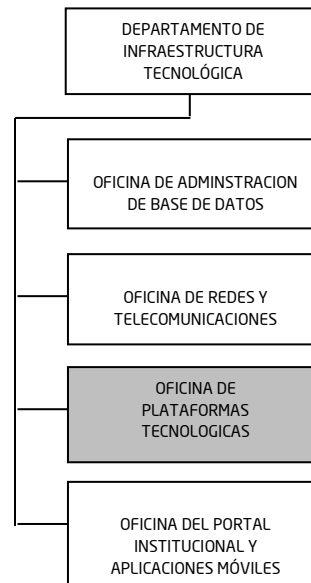 DEPARTAMENTO DE
INFRAESTRUCTURA
TECNOLÓGICA
OFICINA DE ADMINSTRACION
DE BASE DE DATOS
OFICINA DE REDES Y
TELECOMUNICACIONES
OFICINA DE
PLATAFORMAS
TECNOLOGICAS
OFICINA DEL PORTAL
INSTITUCIONAL Y
APLICACIONES MÓVILES